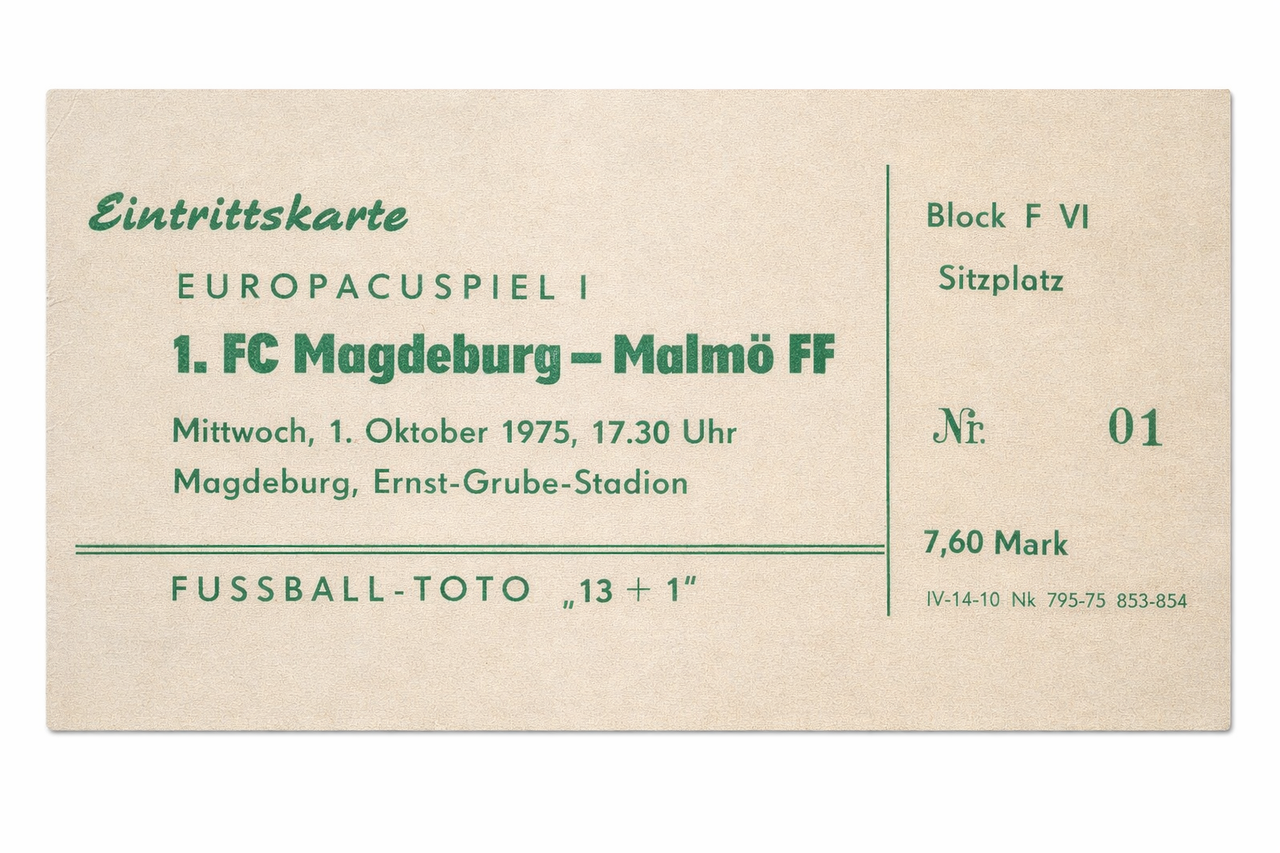 Eintrittskarte
EUROPACUSPIEL I
1. FC Magdeburg – Malmö FF
Mittwoch, 1. Oktober 1975, 17.30 Uhr
Magdeburg, Ernst-Grube-Stadion
FUSSBALL-TOTO „13 + 1"
Block F VI
Sitzplatz
Nr. 01
7,60 Mark
IV-14-10 Nk 795-75 853-854